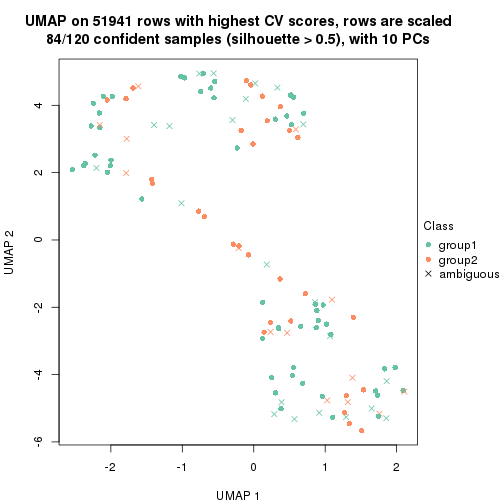 UMAP on 51941 rows with highest CV scores, rows are scaled
84/120 confident samples (silhouette > 0.5), with 10 PCs
4
2
0
-2
-4
-6
UMAP 2
-2
-1
0
1
2
UMAP 1
Class
group1
group2
ambiguous